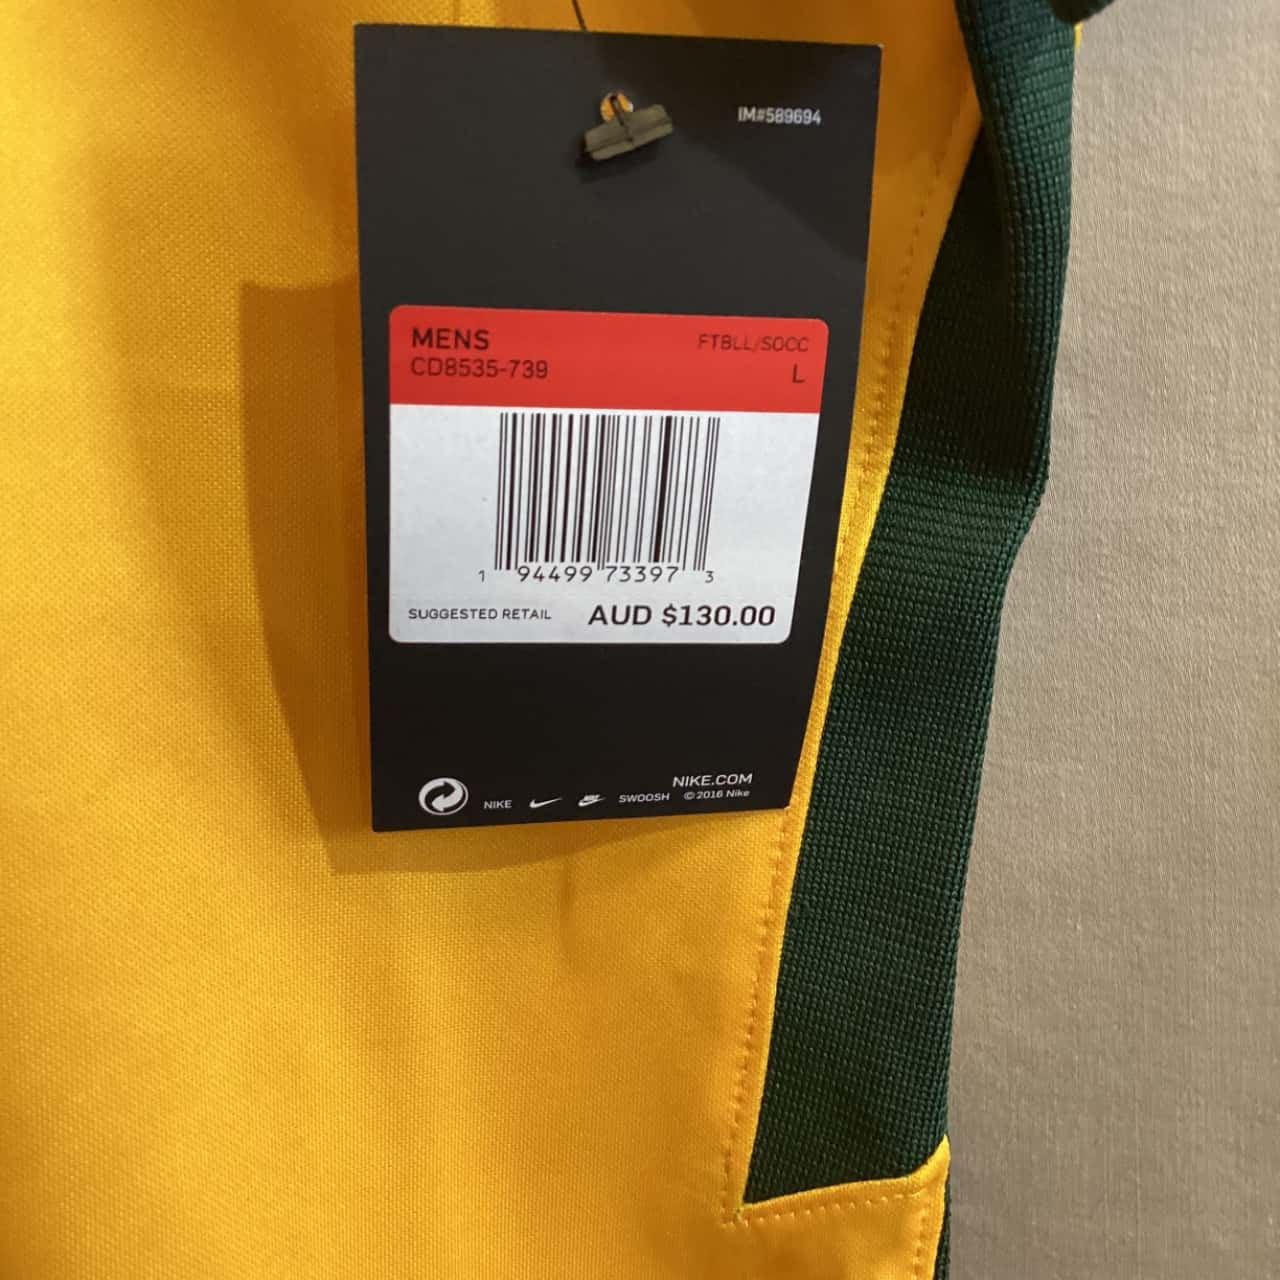 IM#589694
MENS FTBLL/SOCC
CD8535-739 L
1 94499 73397 3
SUGGESTED RETAIL AUD $130.00
NIKE.COM
NIKE SWOOSH © 2016 Nike